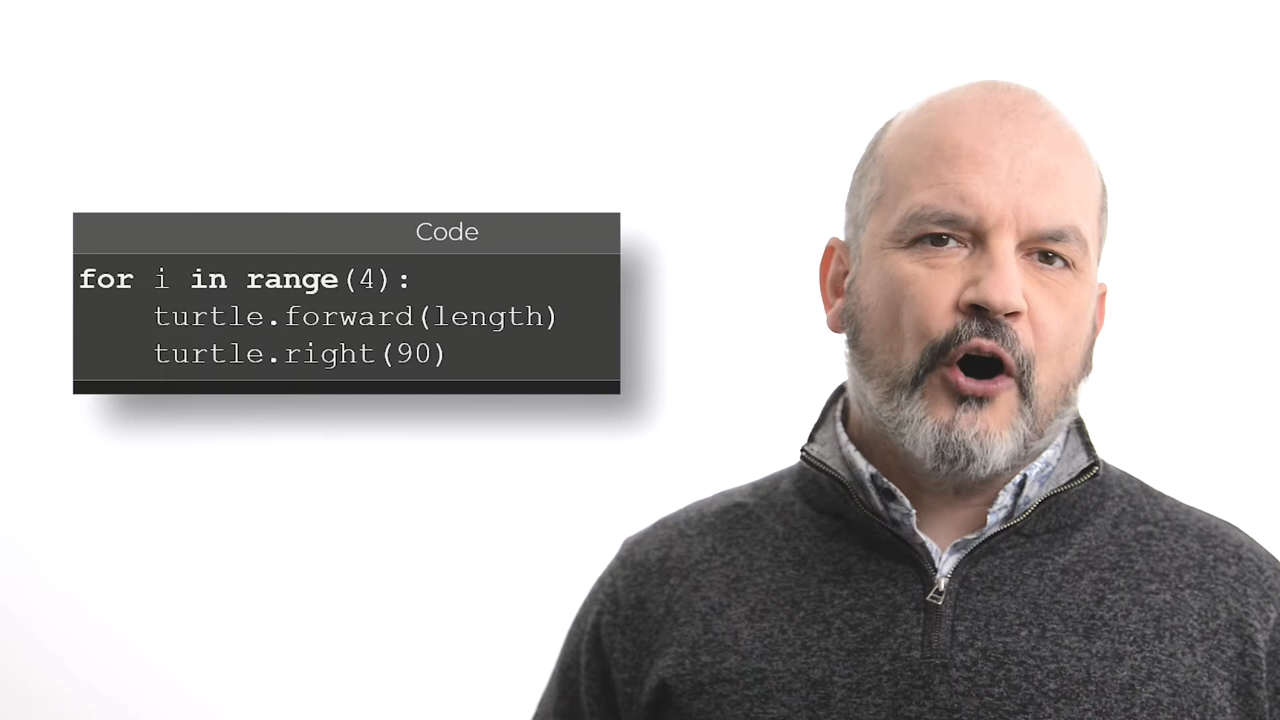 Code
for i in range(4):
    turtle.forward(length)
    turtle.right(90)